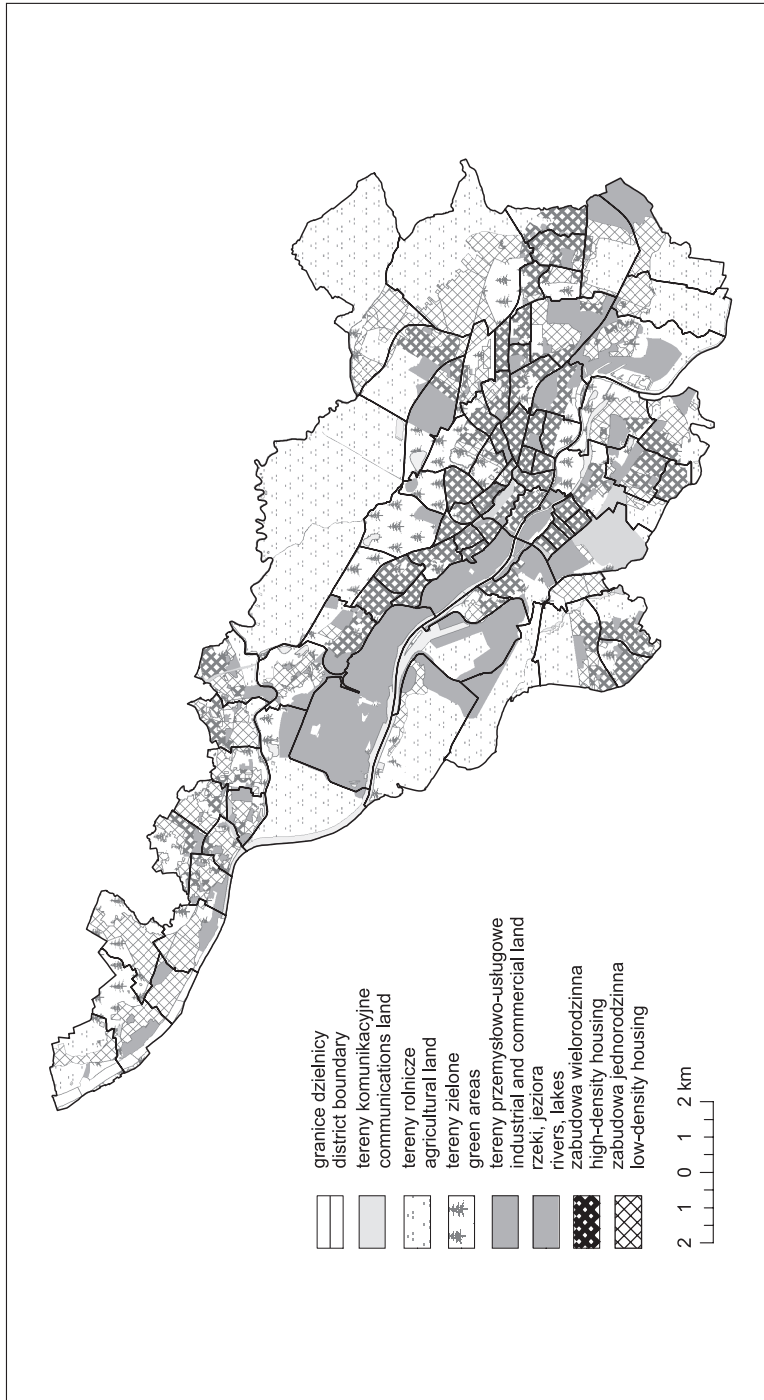 granice dzielnicy
district boundary
tereny komunikacyjne
communications land
tereny rolnicze
agricultural land
tereny zielone
green areas
tereny przemysłowo-usługowe
industrial and commercial land
rzeki, jeziora
rivers, lakes
zabudowa wielorodzinna
high-density housing
zabudowa jednorodzinna
low-density housing
2 1 0 1 2 km